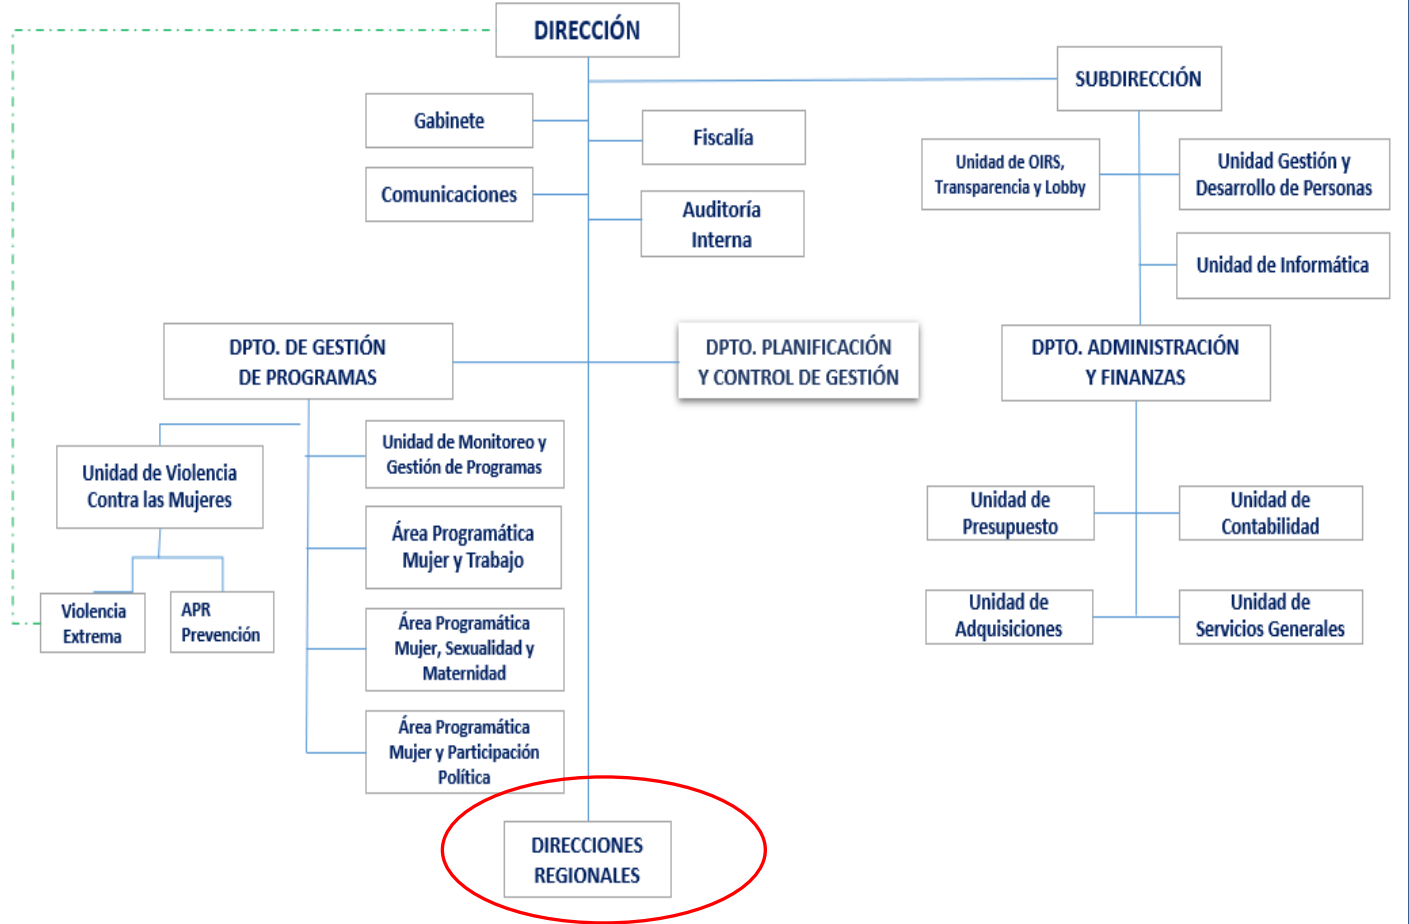 DIRECCIÓN
SUBDIRECCIÓN
Gabinete
Fiscalía
Comunicaciones
Auditoría
Interna
Unidad de OIRS,
Transparencia y Lobby
Unidad Gestión y
Desarrollo de Personas
Unidad de Informática
DPTO. DE GESTIÓN
DE PROGRAMAS
DPTO. PLANIFICACIÓN
Y CONTROL DE GESTIÓN
DPTO. ADMINISTRACIÓN
Y FINANZAS
Unidad de Violencia
Contra las Mujeres
Violencia
Extrema
APR
Prevención
Unidad de Monitoreo y
Gestión de Programas
Área Programática
Mujer y Trabajo
Área Programática
Mujer, Sexualidad y
Maternidad
Área Programática
Mujer y Participación
Política
Unidad de
Presupuesto
Unidad de
Contabilidad
Unidad de
Adquisiciones
Unidad de
Servicios Generales
DIRECCIONES
REGIONALES